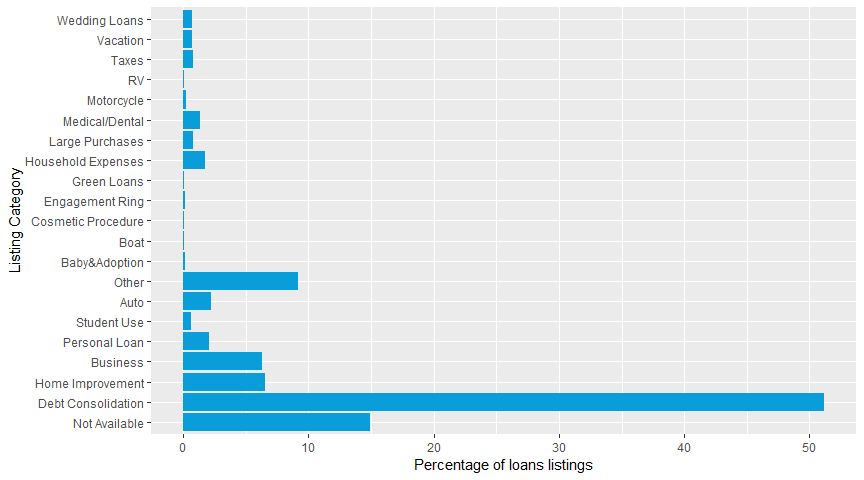 Wedding Loans
Vacation
Taxes
RV
Motorcycle
Medical/Dental
Large Purchases
Household Expenses
Green Loans
Engagement Ring
Cosmetic Procedure
Boat
Baby&Adoption
Other
Auto
Student Use
Personal Loan
Business
Home Improvement
Debt Consolidation
Not Available
Listing Category
0 10 20 30 40 50
Percentage of loans listings